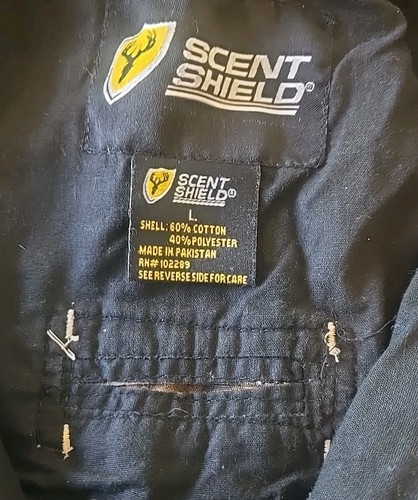 SCENT
SHIELD®
SCENT
SHIELD®
L
SHELL: 60% COTTON
40% POLYESTER
MADE IN PAKISTAN
RN# 102289
SEE REVERSE SIDE FOR CARE